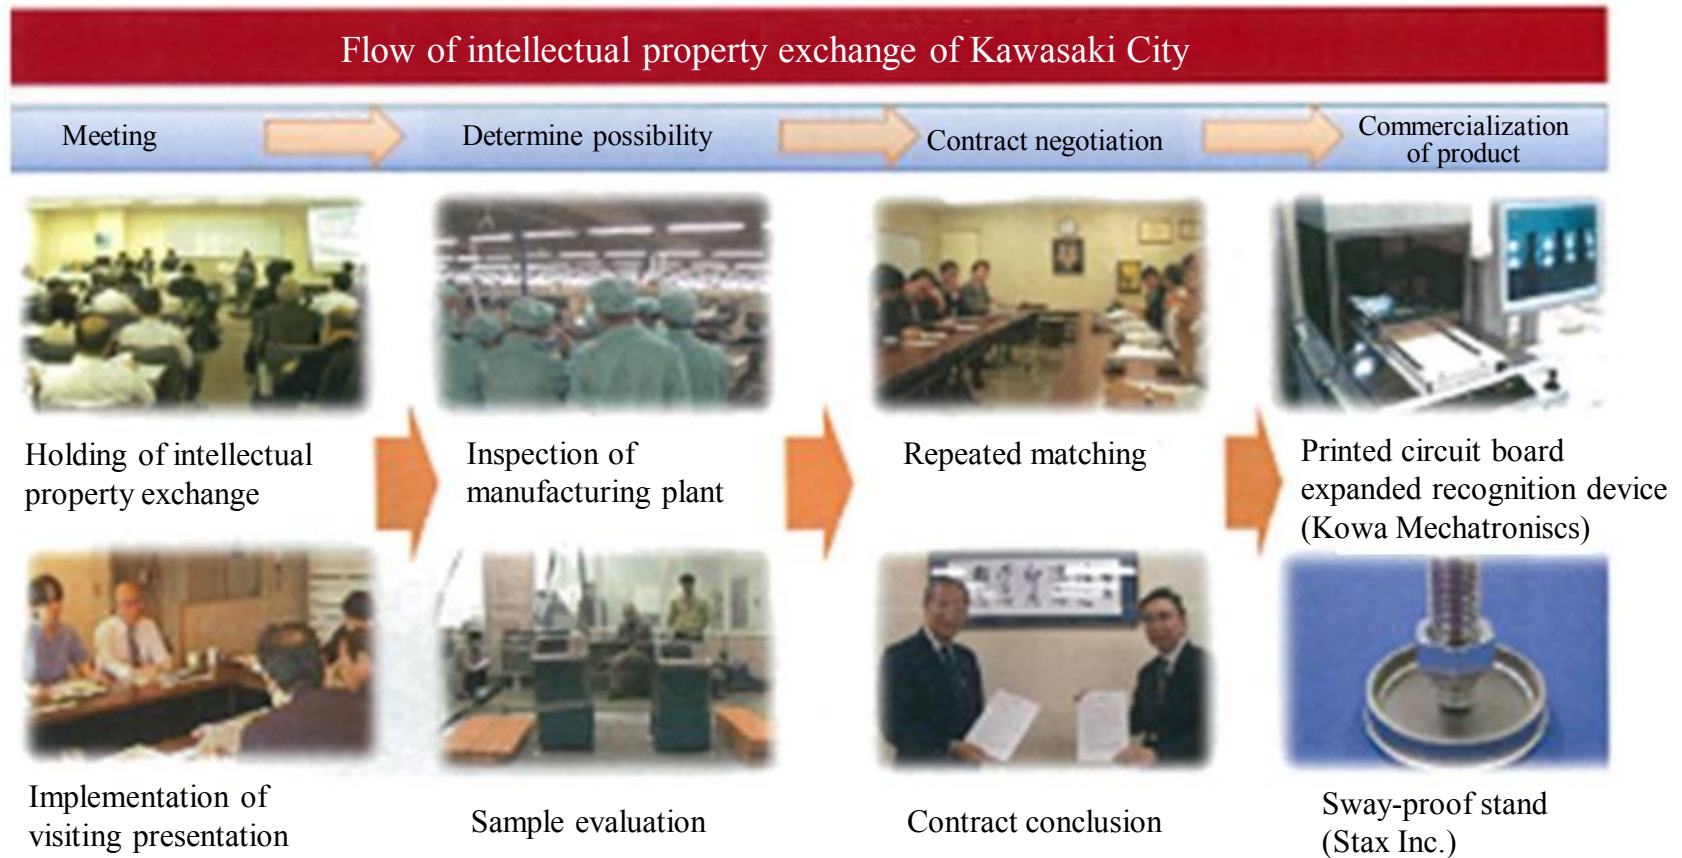 Flow of intellectual property exchange of Kawasaki City
Meeting
Determine possibility
Contract negotiation
Commercialization
of product
Holding of intellectual
property exchange
Inspection of
manufacturing plant
Repeated matching
Printed circuit board
expanded recognition device
(Kowa Mechatroniscs)
Implementation of
visiting presentation
Sample evaluation
Contract conclusion
Sway-proof stand
(Stax Inc.)